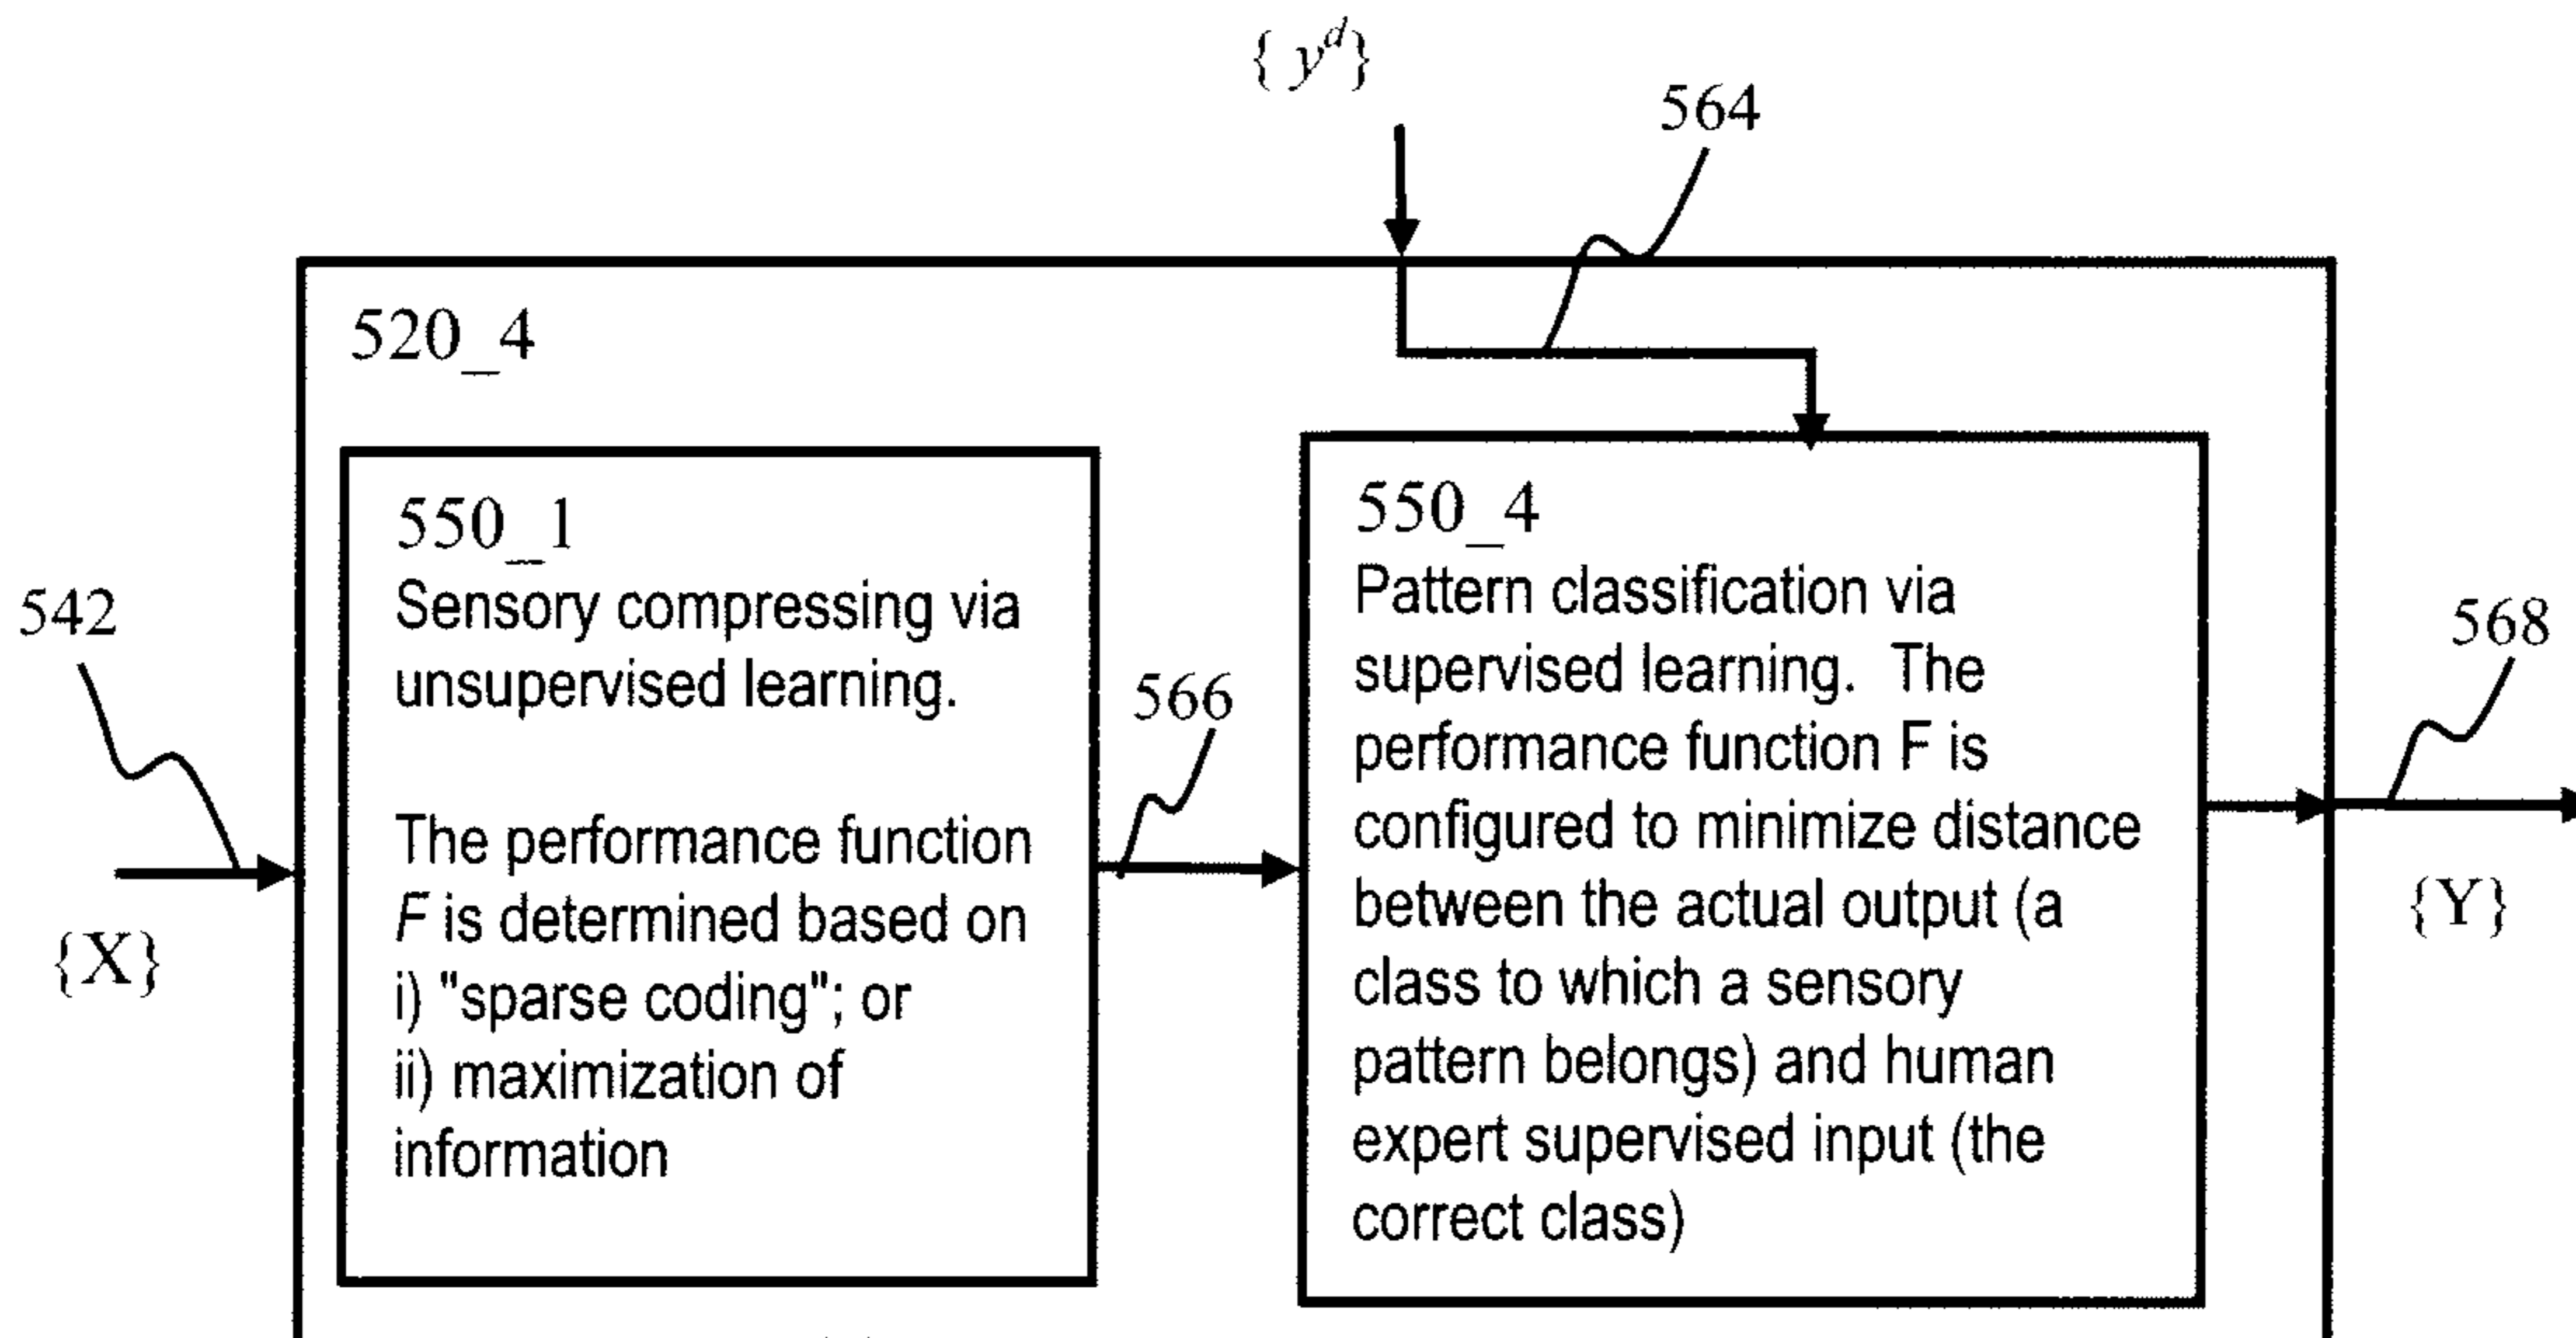 { y^d}
564
520_4
550_1
Sensory compressing via
unsupervised learning.
The performance function
F is determined based on
i) "sparse coding"; or
ii) maximization of
information
550_4
Pattern classification via
supervised learning. The
performance function F is
configured to minimize distance
between the actual output (a
class to which a sensory
pattern belongs) and human
expert supervised input (the
correct class)
542
566
568
{X}
{Y}